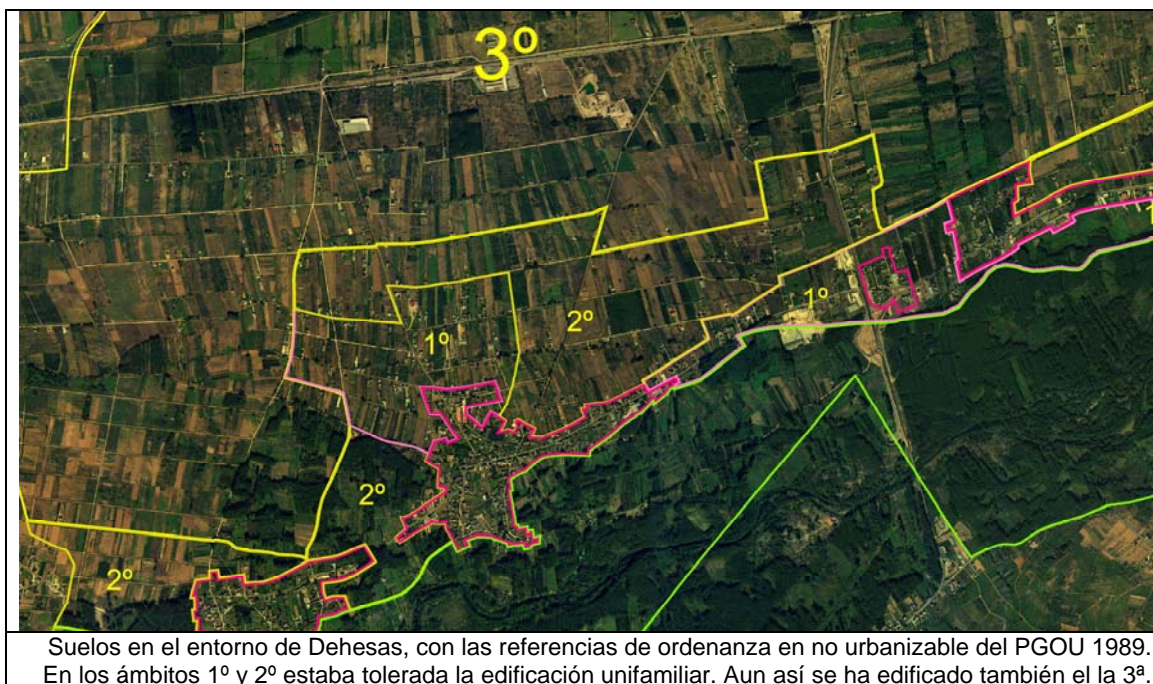 3º
1º
1º
2º
1º
2º
2º
Suelos en el entorno de Dehesas, con las referencias de ordenanza en no urbanizable del PGOU 1989.
En los ámbitos 1º y 2º estaba tolerada la edificación unifamiliar. Aun así se ha edificado también el la 3ª.